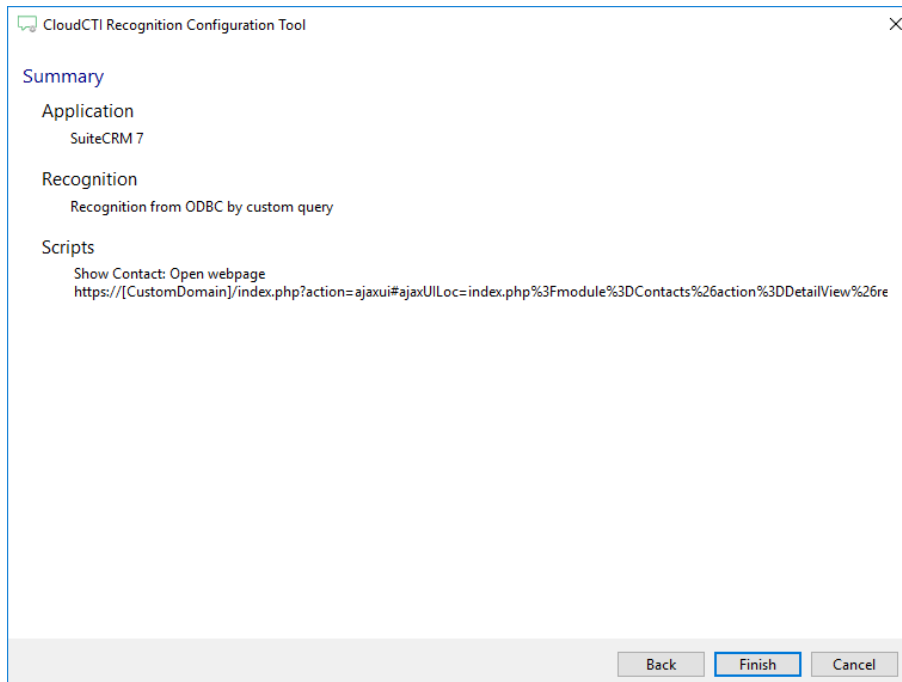 CloudCTI Recognition Configuration Tool
Summary
Application
SuiteCRM 7
Recognition
Recognition from ODBC by custom query
Scripts
Show Contact: Open webpage
https://[CustomDomain]/index.php?action=ajaxui#ajaxUILoc=index.php%3Fmodule%3DContacts%26action%3DDetailView%26re
Back Finish Cancel